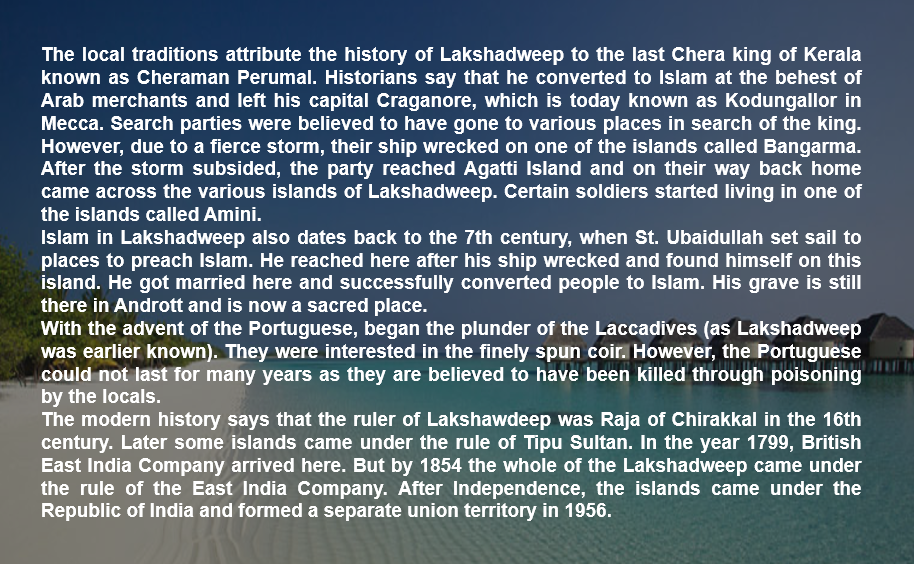 The local traditions attribute the history of Lakshadweep to the last Chera king of Kerala
known as Cheraman Perumal. Historians say that he converted to Islam at the behest of
Arab merchants and left his capital Craganore, which is today known as Kodungallor in
Mecca. Search parties were believed to have gone to various places in search of the king.
However, due to a fierce storm, their ship wrecked on one of the islands called Bangarma.
After the storm subsided, the party reached Agatti Island and on their way back home
came across the various islands of Lakshadweep. Certain soldiers started living in one of
the islands called Amini.
Islam in Lakshadweep also dates back to the 7th century, when St. Ubaidullah set sail to
places to preach Islam. He reached here after his ship wrecked and found himself on this
island. He got married here and successfully converted people to Islam. His grave is still
there in Andrott and is now a sacred place.
With the advent of the Portuguese, began the plunder of the Laccadives (as Lakshadweep
was earlier known). They were interested in the finely spun coir. However, the Portuguese
could not last for many years as they are believed to have been killed through poisoning
by the locals.
The modern history says that the ruler of Lakshawdeep was Raja of Chirakkal in the 16th
century. Later some islands came under the rule of Tipu Sultan. In the year 1799, British
East India Company arrived here. But by 1854 the whole of the Lakshadweep came under
the rule of the East India Company. After Independence, the islands came under the
Republic of India and formed a separate union territory in 1956.